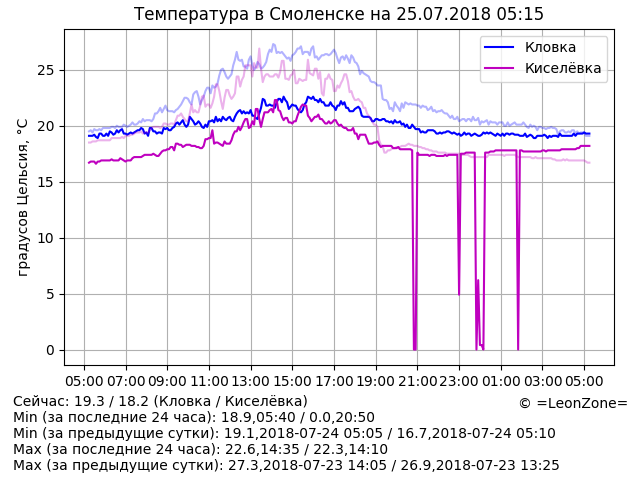 Температура в Смоленске на 25.07.2018 05:15
Кловка
Киселёвка
градусов Цельсия, °C
25
20
15
10
5
0
05:00 07:00 09:00 11:00 13:00 15:00 17:00 19:00 21:00 23:00 01:00 03:00 05:00
Сейчас: 19.3 / 18.2 (Кловка / Киселёвка)
© =LeonZone=
Min (за последние 24 часа): 18.9,05:40 / 0.0,20:50
Min (за предыдущие сутки): 19.1,2018-07-24 05:05 / 16.7,2018-07-24 05:10
Max (за последние 24 часа): 22.6,14:35 / 22.3,14:10
Max (за предыдущие сутки): 27.3,2018-07-23 14:05 / 26.9,2018-07-23 13:25